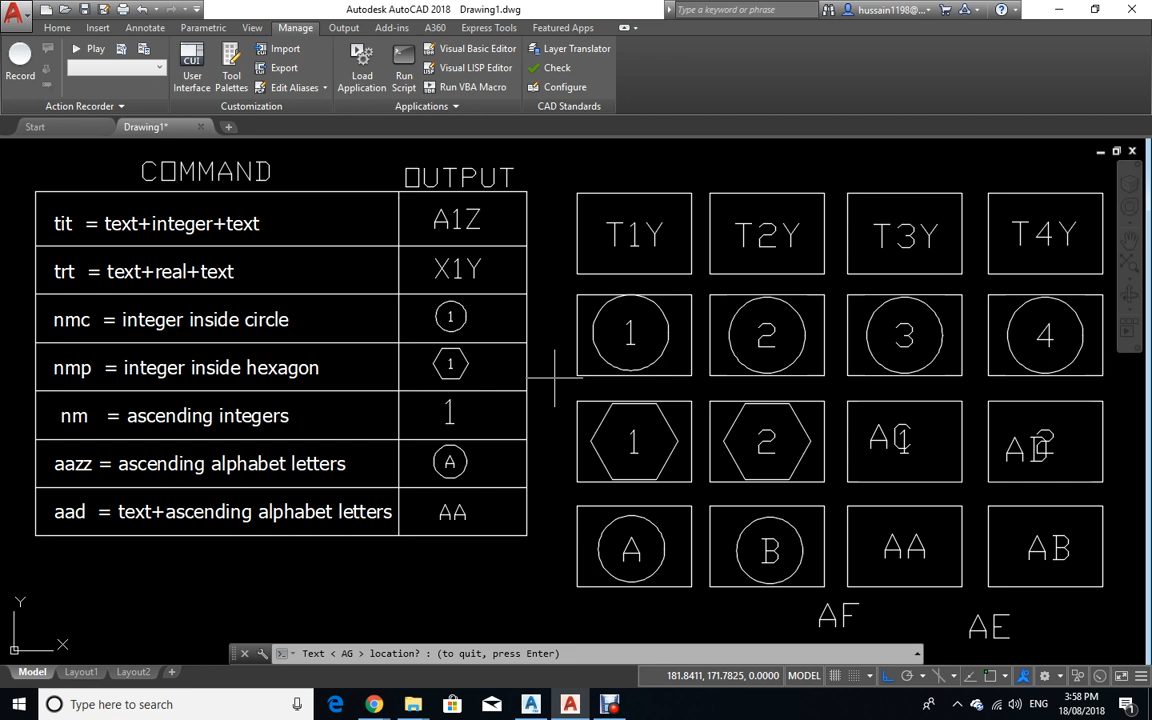 Autodesk AutoCAD 2018 Drawing1.dwg
Type a keyword or phrase
hussain1198@...
Home Insert Annotate Parametric View Manage Output Add-ins A360 Express Tools Featured Apps
Record
Play
Action Recorder
CUI
User Interface
Tool Palettes
Import
Export
Edit Aliases
Customization
Load Application
Run Script
Visual Basic Editor
Visual LISP Editor
Run VBA Macro
Applications
Layer Translator
Check
Configure
CAD Standards
Start Drawing1*
COMMAND OUTPUT
tit = text+integer+text A1Z
trt = text+real+text X1Y
nmc = integer inside circle 1
nmp = integer inside hexagon 1
nm = ascending integers 1
aazz = ascending alphabet letters A
aad = text+ascending alphabet letters AA
T1Y T2Y T3Y T4Y
1 2 3 4
1 2 AC 1 AD 2
A B AA AB
AF AE
Y
X
Text < AG > location? : (to quit, press Enter)
Model Layout1 Layout2
181.8411, 171.7825, 0.0000 MODEL
Type here to search
ENG
3:58 PM
18/08/2018
1